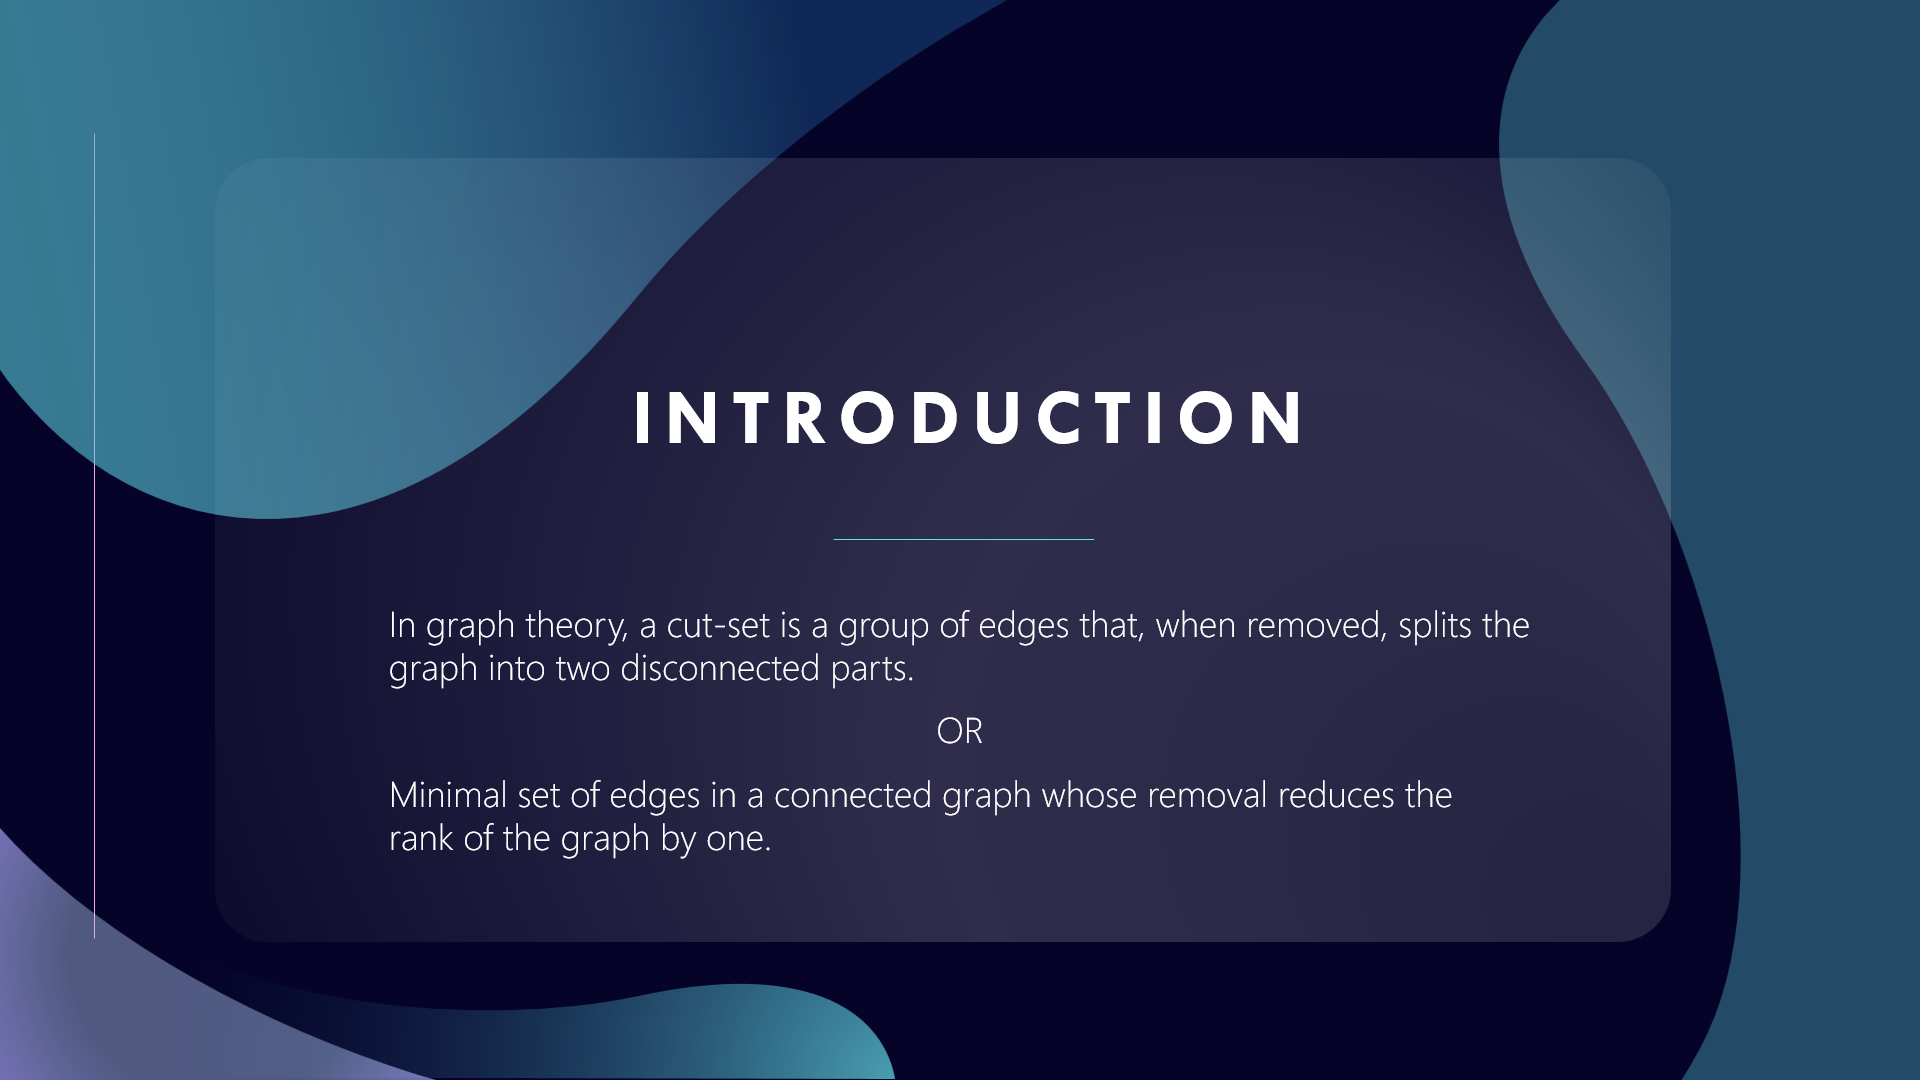 INTRODUCTION
In graph theory, a cut-set is a group of edges that, when removed, splits the
graph into two disconnected parts.
OR
Minimal set of edges in a connected graph whose removal reduces the
rank of the graph by one.